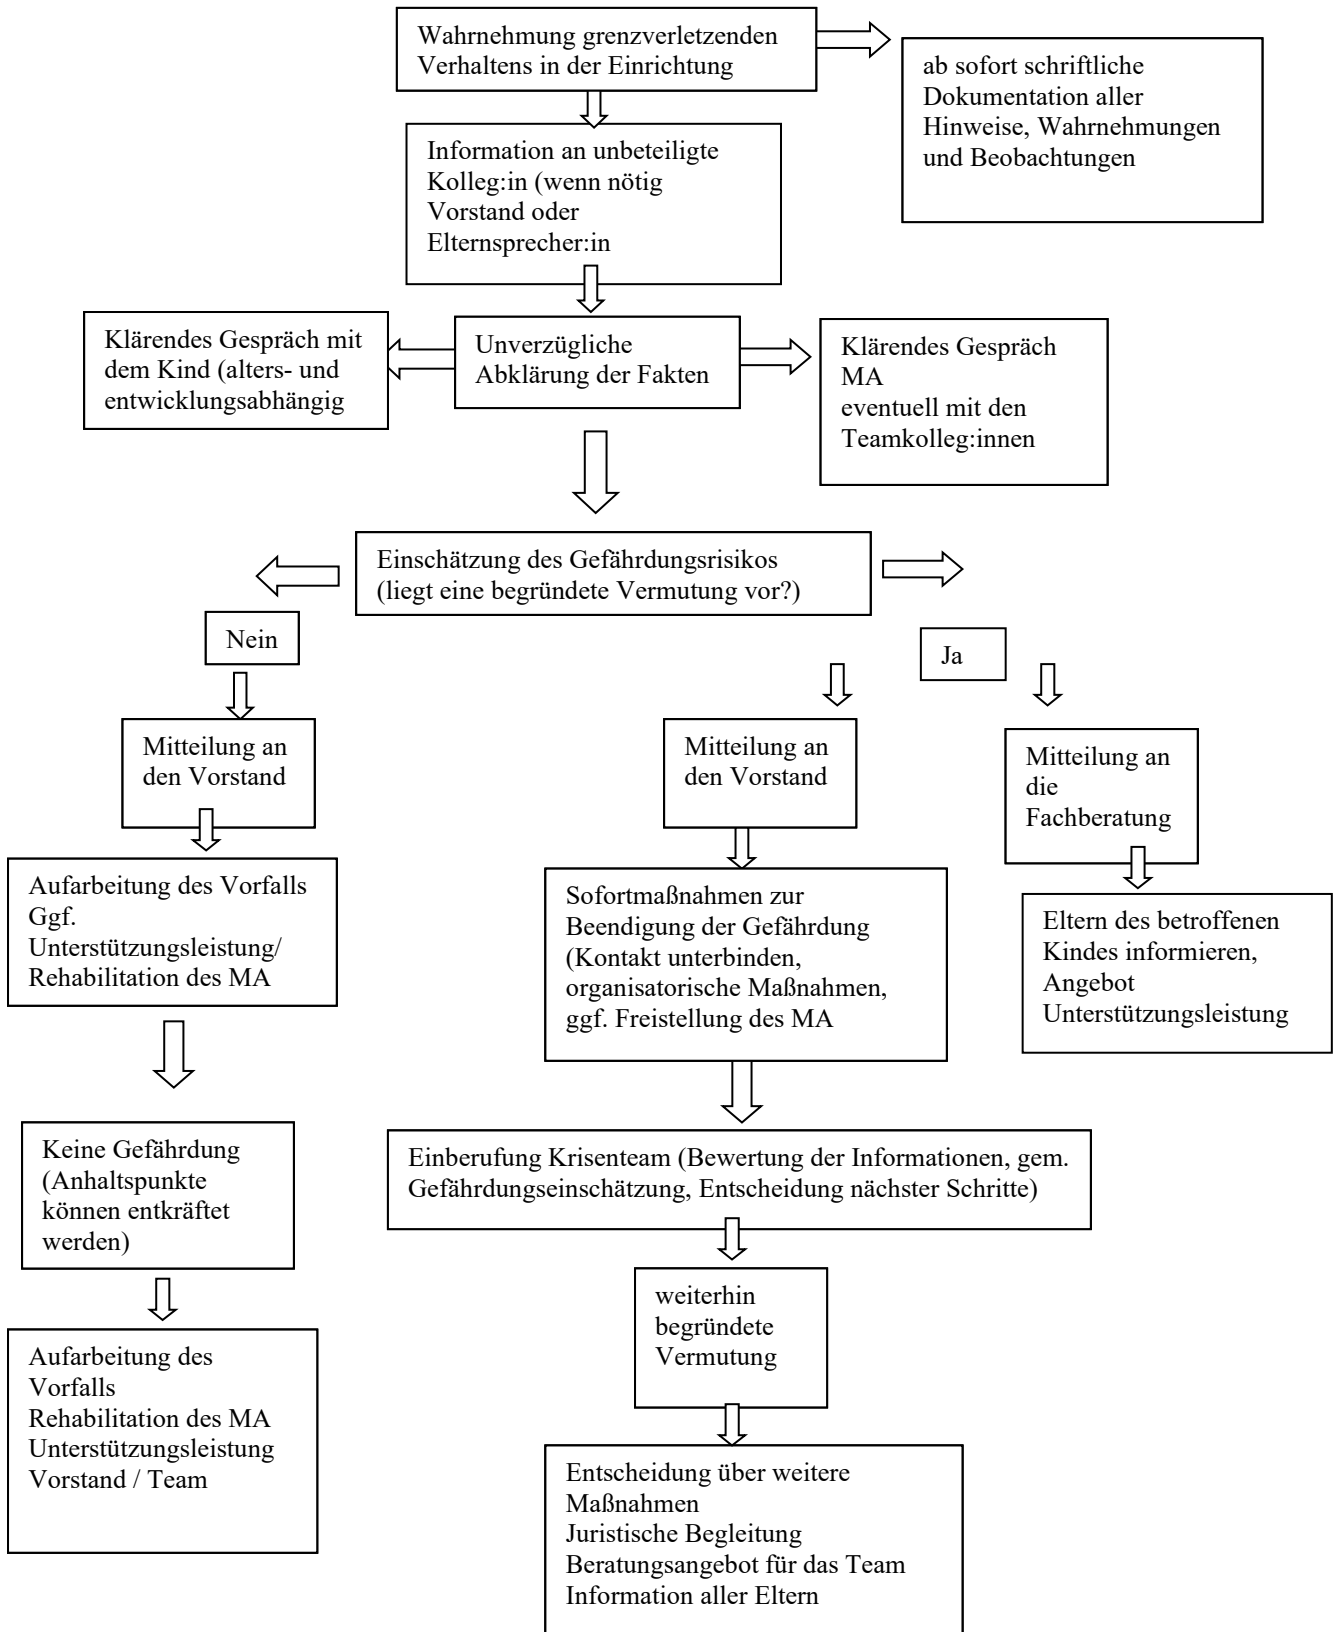 Wahrnehmung grenzverletzenden
Verhaltens in der Einrichtung
ab sofort schriftliche
Dokumentation aller
Hinweise, Wahrnehmungen
und Beobachtungen
Information an unbeteiligte
Kolleg:in (wenn nötig
Vorstand oder
Elternsprecher:in
Klärendes Gespräch mit
dem Kind (alters- und
entwicklungsabhängig
Unverzügliche
Abklärung der Fakten
Klärendes Gespräch
MA
eventuell mit den
Teamkolleg:innen
Einschätzung des Gefährdungsrisikos
(liegt eine begründete Vermutung vor?)
Nein
Ja
Mitteilung an
den Vorstand
Mitteilung an
den Vorstand
Mitteilung an
die
Fachberatung
Aufarbeitung des Vorfalls
Ggf.
Unterstützungsleistung/
Rehabilitation des MA
Sofortmaßnahmen zur
Beendigung der Gefährdung
(Kontakt unterbinden,
organisatorische Maßnahmen,
ggf. Freistellung des MA
Eltern des betroffenen
Kindes informieren,
Angebot
Unterstützungsleistung
Keine Gefährdung
(Anhaltspunkte
können entkräftet
werden)
Einberufung Krisenteam (Bewertung der Informationen, gem.
Gefährdungseinschätzung, Entscheidung nächster Schritte)
weiterhin
begründete
Vermutung
Aufarbeitung des
Vorfalls
Rehabilitation des MA
Unterstützungsleistung
Vorstand / Team
Entscheidung über weitere
Maßnahmen
Juristische Begleitung
Beratungsangebot für das Team
Information aller Eltern